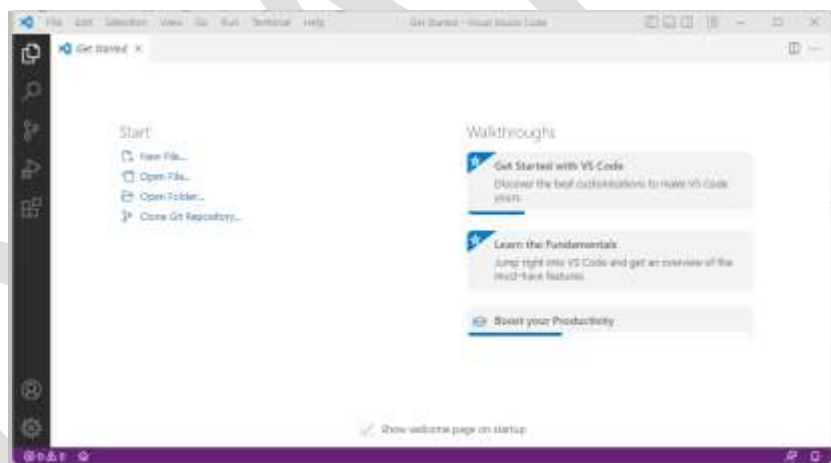 File Edit Selection View Go Run Terminal Help Get Started - Visual Studio Code
Get Started
Start
New File...
Open File...
Open Folder...
Clone Git Repository...
Walkthroughs
Get Started with VS Code
Discover the best customizations to make VS Code
yours.
Learn the Fundamentals
Jump right into VS Code and get an overview of the
must-have features
Boost your Productivity
Show welcome page on startup